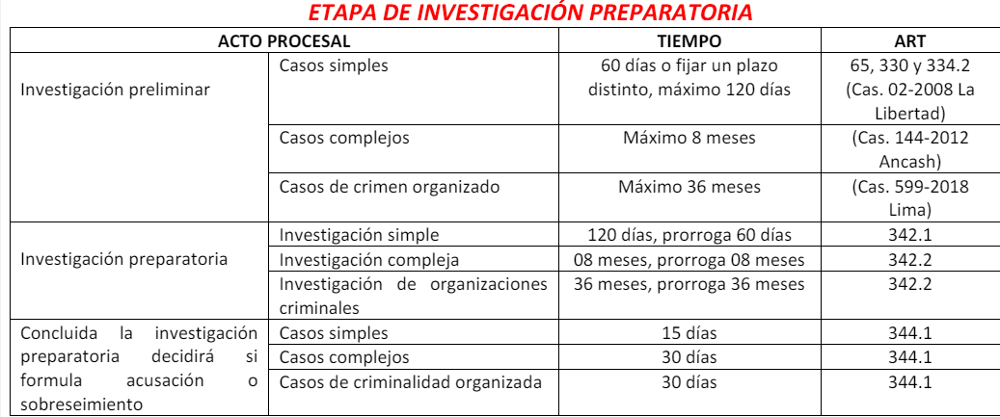 ETAPA DE INVESTIGACIÓN PREPARATORIA
ACTO PROCESAL TIEMPO ART
Investigación preliminar
Casos simples
60 días o fijar un plazo
distinto, máximo 120 días
65, 330 y 334.2
(Cas. 02-2008 La
Libertad)
Casos complejos
Máximo 8 meses
(Cas. 144-2012
Ancash)
Casos de crimen organizado
Máximo 36 meses
(Cas. 599-2018
Lima)
Investigación preparatoria
Investigación simple 120 días, prorroga 60 días 342.1
Investigación compleja 08 meses, prorroga 08 meses 342.2
Investigación de organizaciones
criminales
36 meses, prorroga 36 meses 342.2
Concluida la investigación
preparatoria decidirá si
formula acusación o
sobreseimiento
Casos simples 15 días 344.1
Casos complejos 30 días 344.1
Casos de criminalidad organizada 30 días 344.1